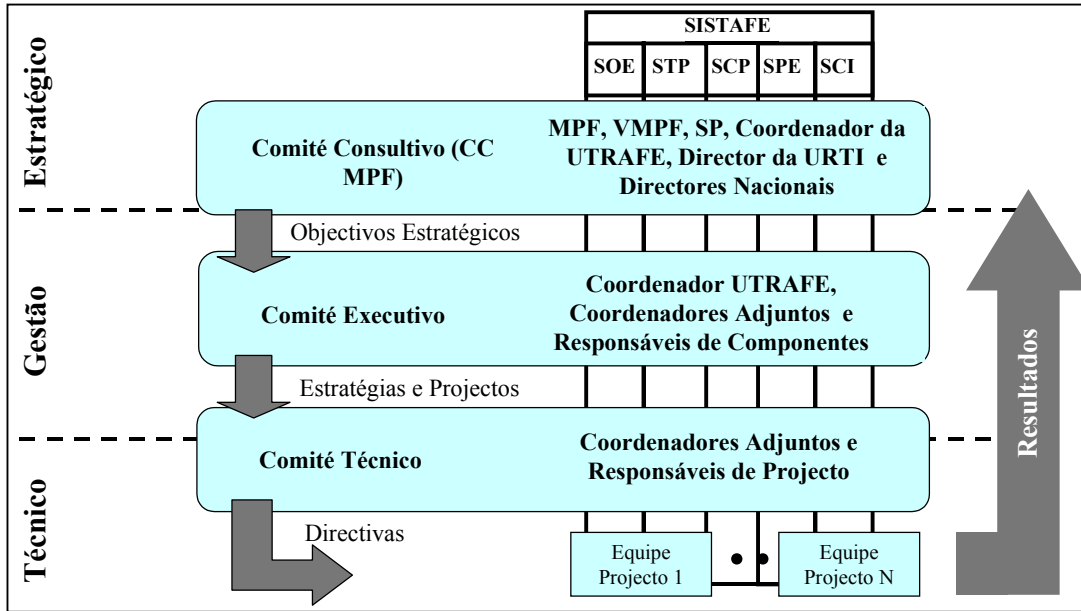 SISTAFE
SOE STP SCP SPE SCI
Estratégico
Comité Consultivo (CC
MPF)
MPF, VMPF, SP, Coordenador da
UTRAFE, Director da URTI e
Directores Nacionais
Objectivos Estratégicos
Gestão
Comité Executivo
Coordenador UTRAFE,
Coordenadores Adjuntos e
Responsáveis de Componentes
Estratégias e Projectos
Técnico
Comité Técnico
Coordenadores Adjuntos e
Responsáveis de Projecto
Directivas
Equipe
Projecto 1
Equipe
Projecto N
Resultados